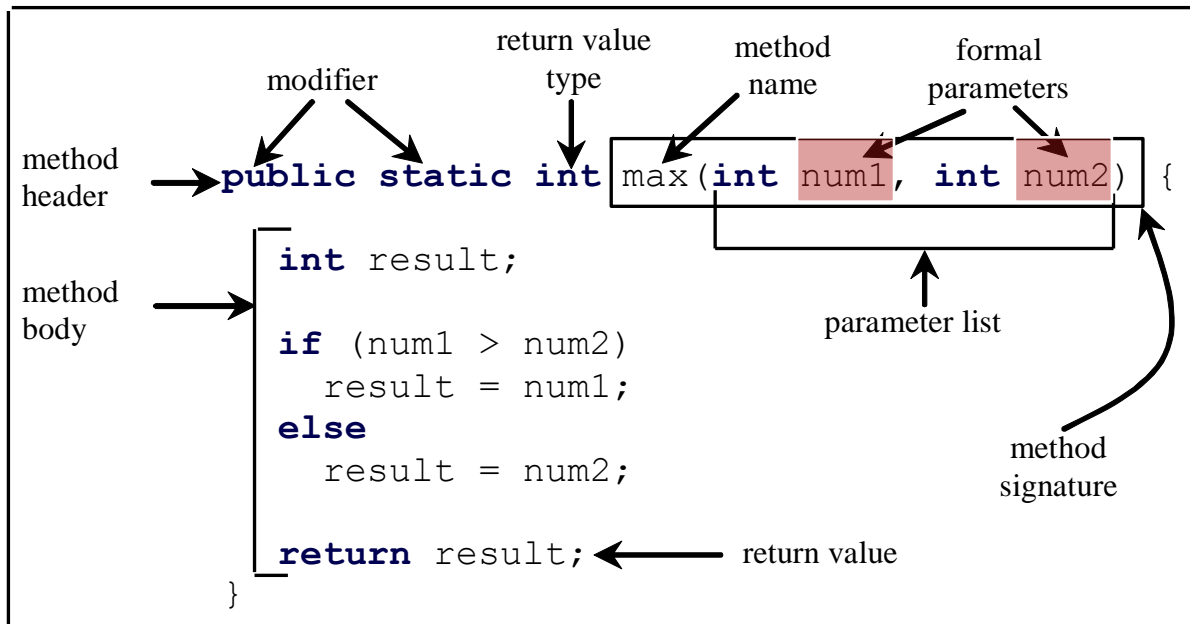 return value
type
method
name
formal
parameters
modifier
method
header
public static int max(int num1, int num2) {
int result;
method
body
parameter list
if (num1 > num2)
result = num1;
else
result = num2;
method
signature
return result;
return value
}